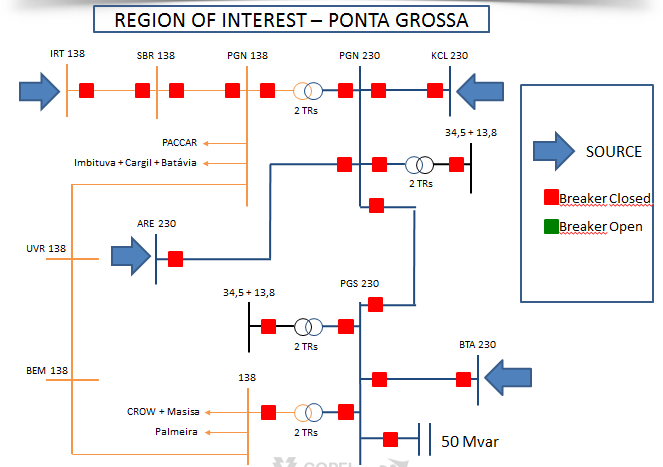 REGION OF INTEREST – PONTA GROSSA
IRT 138
SBR 138
PGN 138
PGN 230
KCL 230
2 TRs
34,5 + 13,8
PACCAR
Imbituva + Cargil + Batávia
2 TRs
SOURCE
Breaker Closed
Breaker Open
ARE 230
UVR 138
PGS 230
34,5 + 13,8
2 TRs
BTA 230
BEM 138
138
CROW + Masisa
Palmeira
2 TRs
50 Mvar